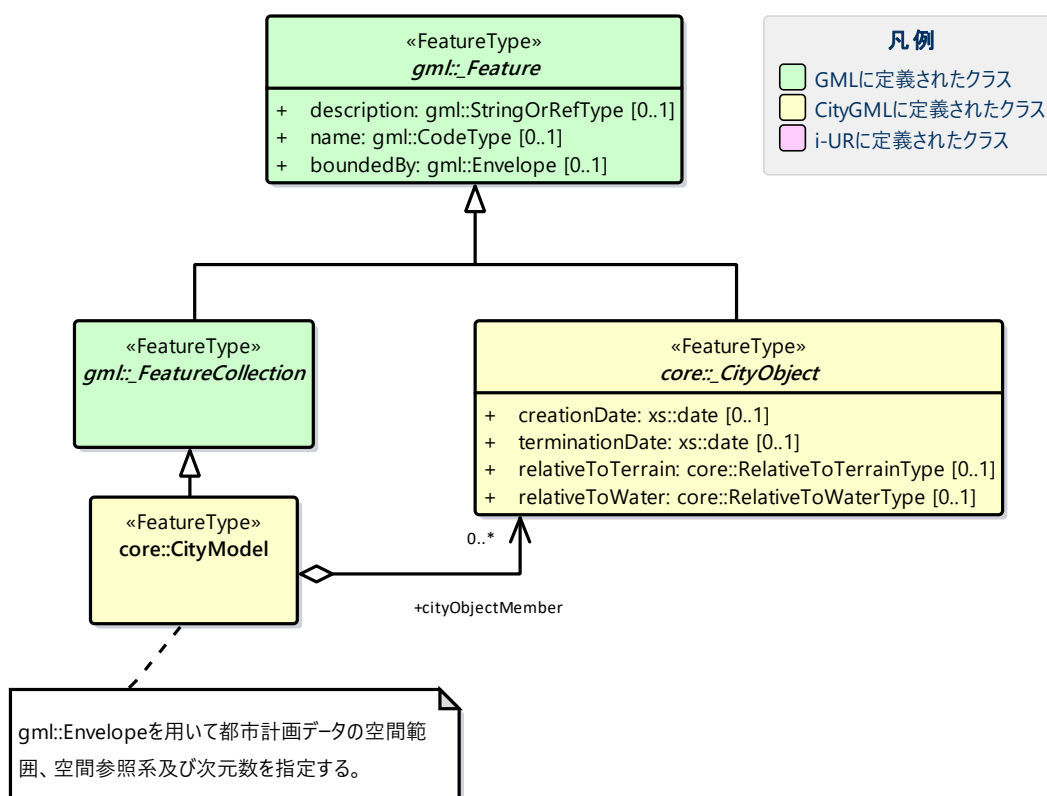 «FeatureType»
gml::_Feature
+ description: gml::StringOrRefType [0..1]
+ name: gml::CodeType [0..1]
+ boundedBy: gml::Envelope [0..1]
凡例
GMLに定義されたクラス
CityGMLに定義されたクラス
i-URに定義されたクラス
«FeatureType»
gml::_FeatureCollection
«FeatureType»
core::_CityObject
+ creationDate: xs::date [0..1]
+ terminationDate: xs::date [0..1]
+ relativeToTerrain: core::RelativeToTerrainType [0..1]
+ relativeToWater: core::RelativeToWaterType [0..1]
«FeatureType»
core::CityModel
0..*
+cityObjectMember
gml::Envelopeを用いて都市計画データの空間範
囲、空間参照系及び次元数を指定する。